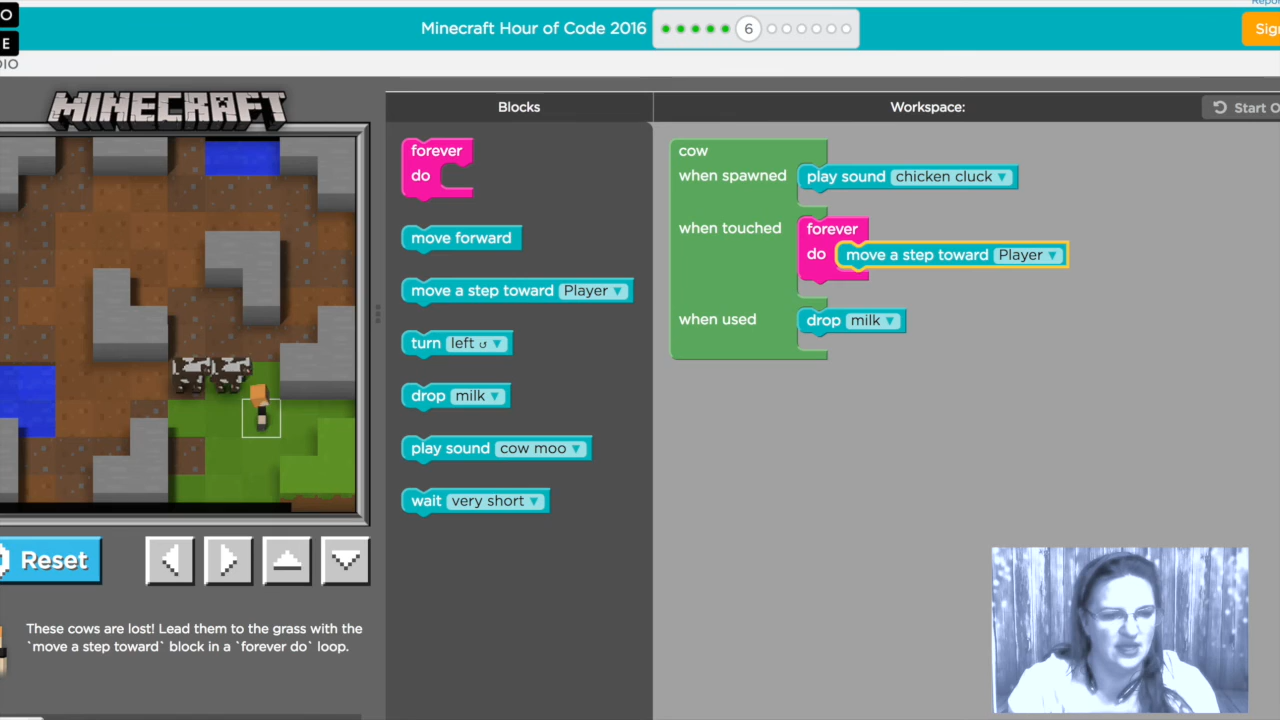 Repor
O
E
DIO
Minecraft Hour of Code 2016
6
Sign
MINECRAFT
Blocks
Workspace:
Start O
forever
do
move forward
move a step toward Player
turn left
drop milk
play sound cow moo
wait very short
cow
when spawned
play sound chicken cluck
when touched
forever
do
move a step toward Player
when used
drop milk
Reset
These cows are lost! Lead them to the grass with the
`move a step toward` block in a `forever do` loop.